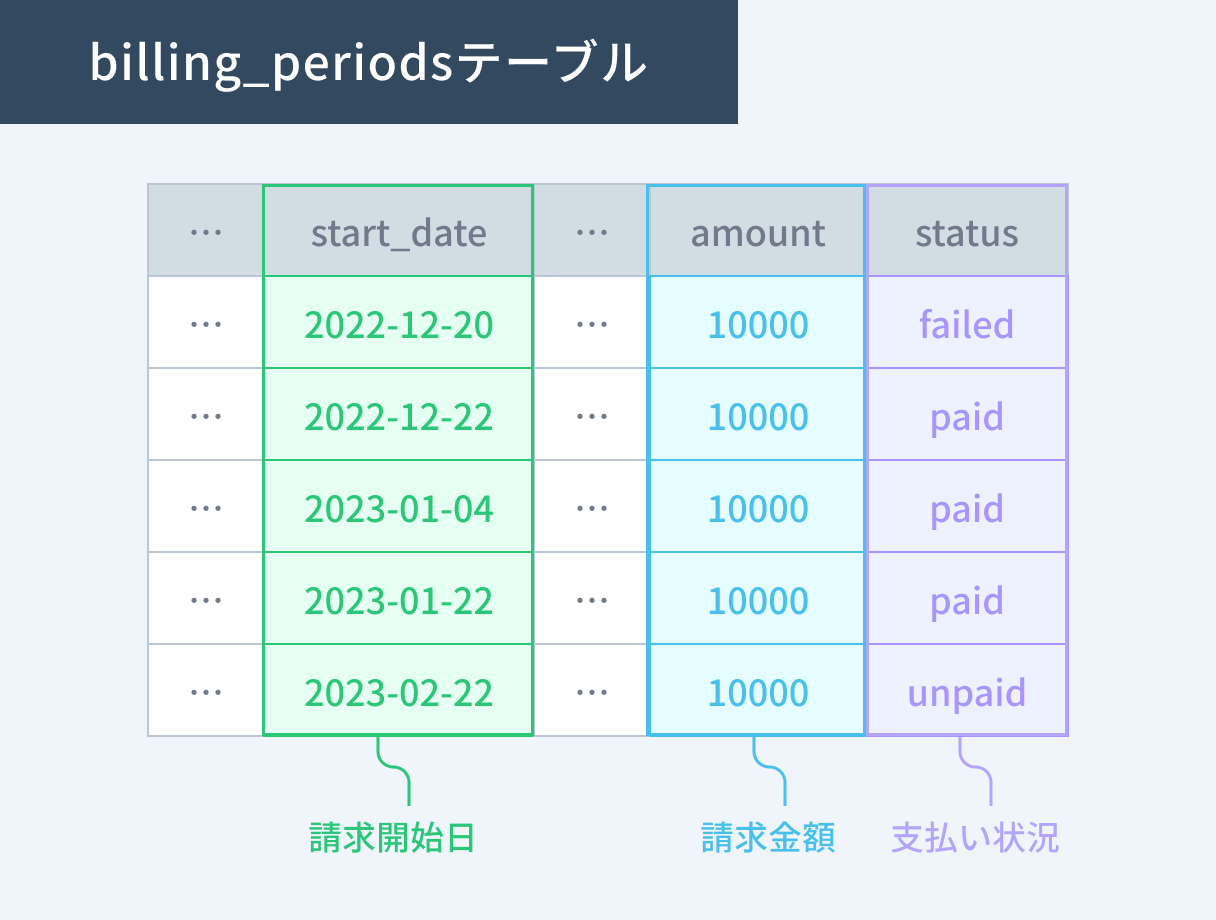 billing_periodsテーブル
… start_date … amount status
… 2022-12-20 … 10000 failed
… 2022-12-22 … 10000 paid
… 2023-01-04 … 10000 paid
… 2023-01-22 … 10000 paid
… 2023-02-22 … 10000 unpaid
請求開始日 請求金額 支払い状況